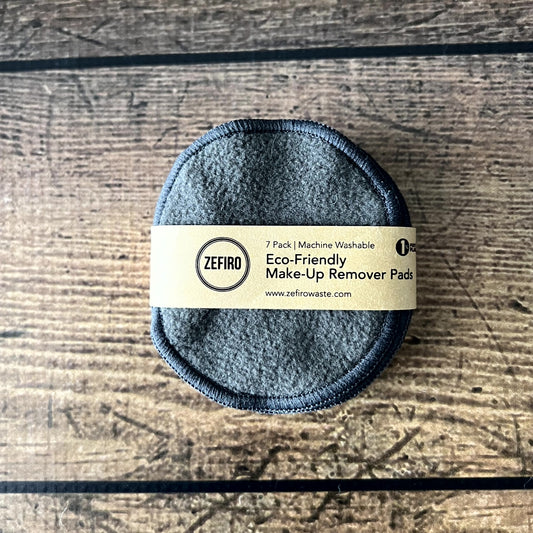 ZEFIRO
7 Pack | Machine Washable
Eco-Friendly
Make-Up Remover Pads
www.zefirowaste.com